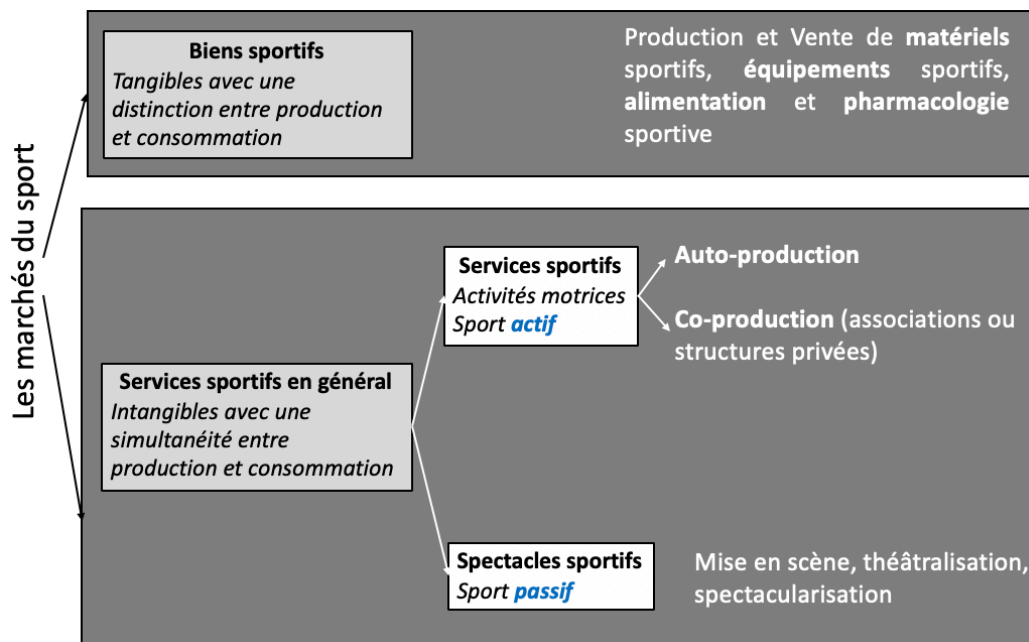 Les marchés du sport
Biens sportifs
Tangibles avec une
distinction entre production
et consommation
Production et Vente de matériels
sportifs, équipements sportifs,
alimentation et pharmacologie
sportive
Services sportifs en général
Intangibles avec une
simultanéité entre
production et consommation
Services sportifs
Activités motrices
Sport actif
Auto-production
Co-production (associations ou
structures privées)
Spectacles sportifs
Sport passif
Mise en scène, théâtralisation,
spectacularisation